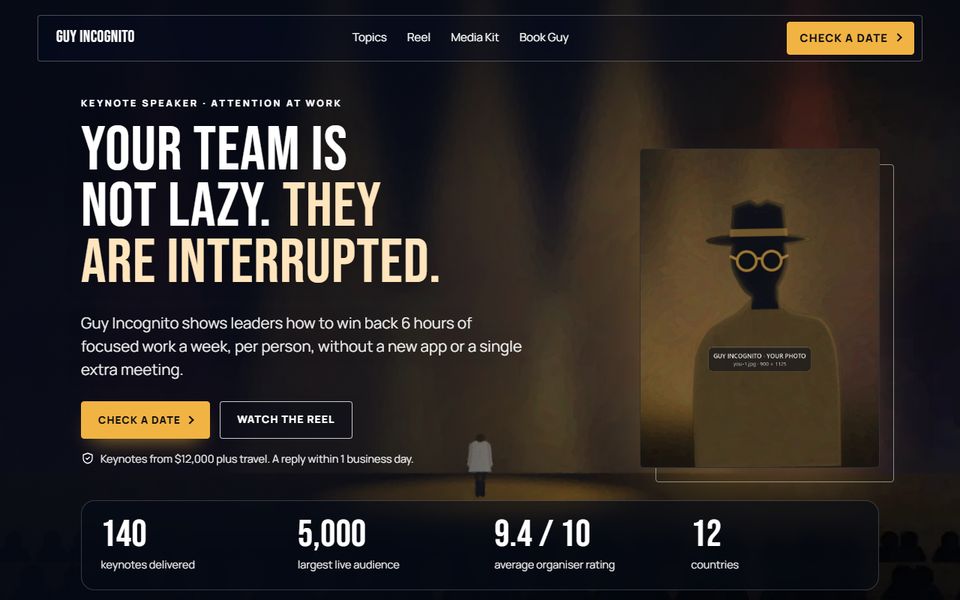 GUY INCOGNITO
Topics
Reel
Media Kit
Book Guy
CHECK A DATE
KEYNOTE SPEAKER · ATTENTION AT WORK
YOUR TEAM IS
NOT LAZY. THEY
ARE INTERRUPTED.
Guy Incognito shows leaders how to win back 6 hours of
focused work a week, per person, without a new app or a single
extra meeting.
CHECK A DATE
WATCH THE REEL
Keynotes from $12,000 plus travel. A reply within 1 business day.
GUY INCOGNITO · YOUR PHOTO
you-1.jpg · 900 × 1125
140
keynotes delivered
5,000
largest live audience
9.4 / 10
average organiser rating
12
countries